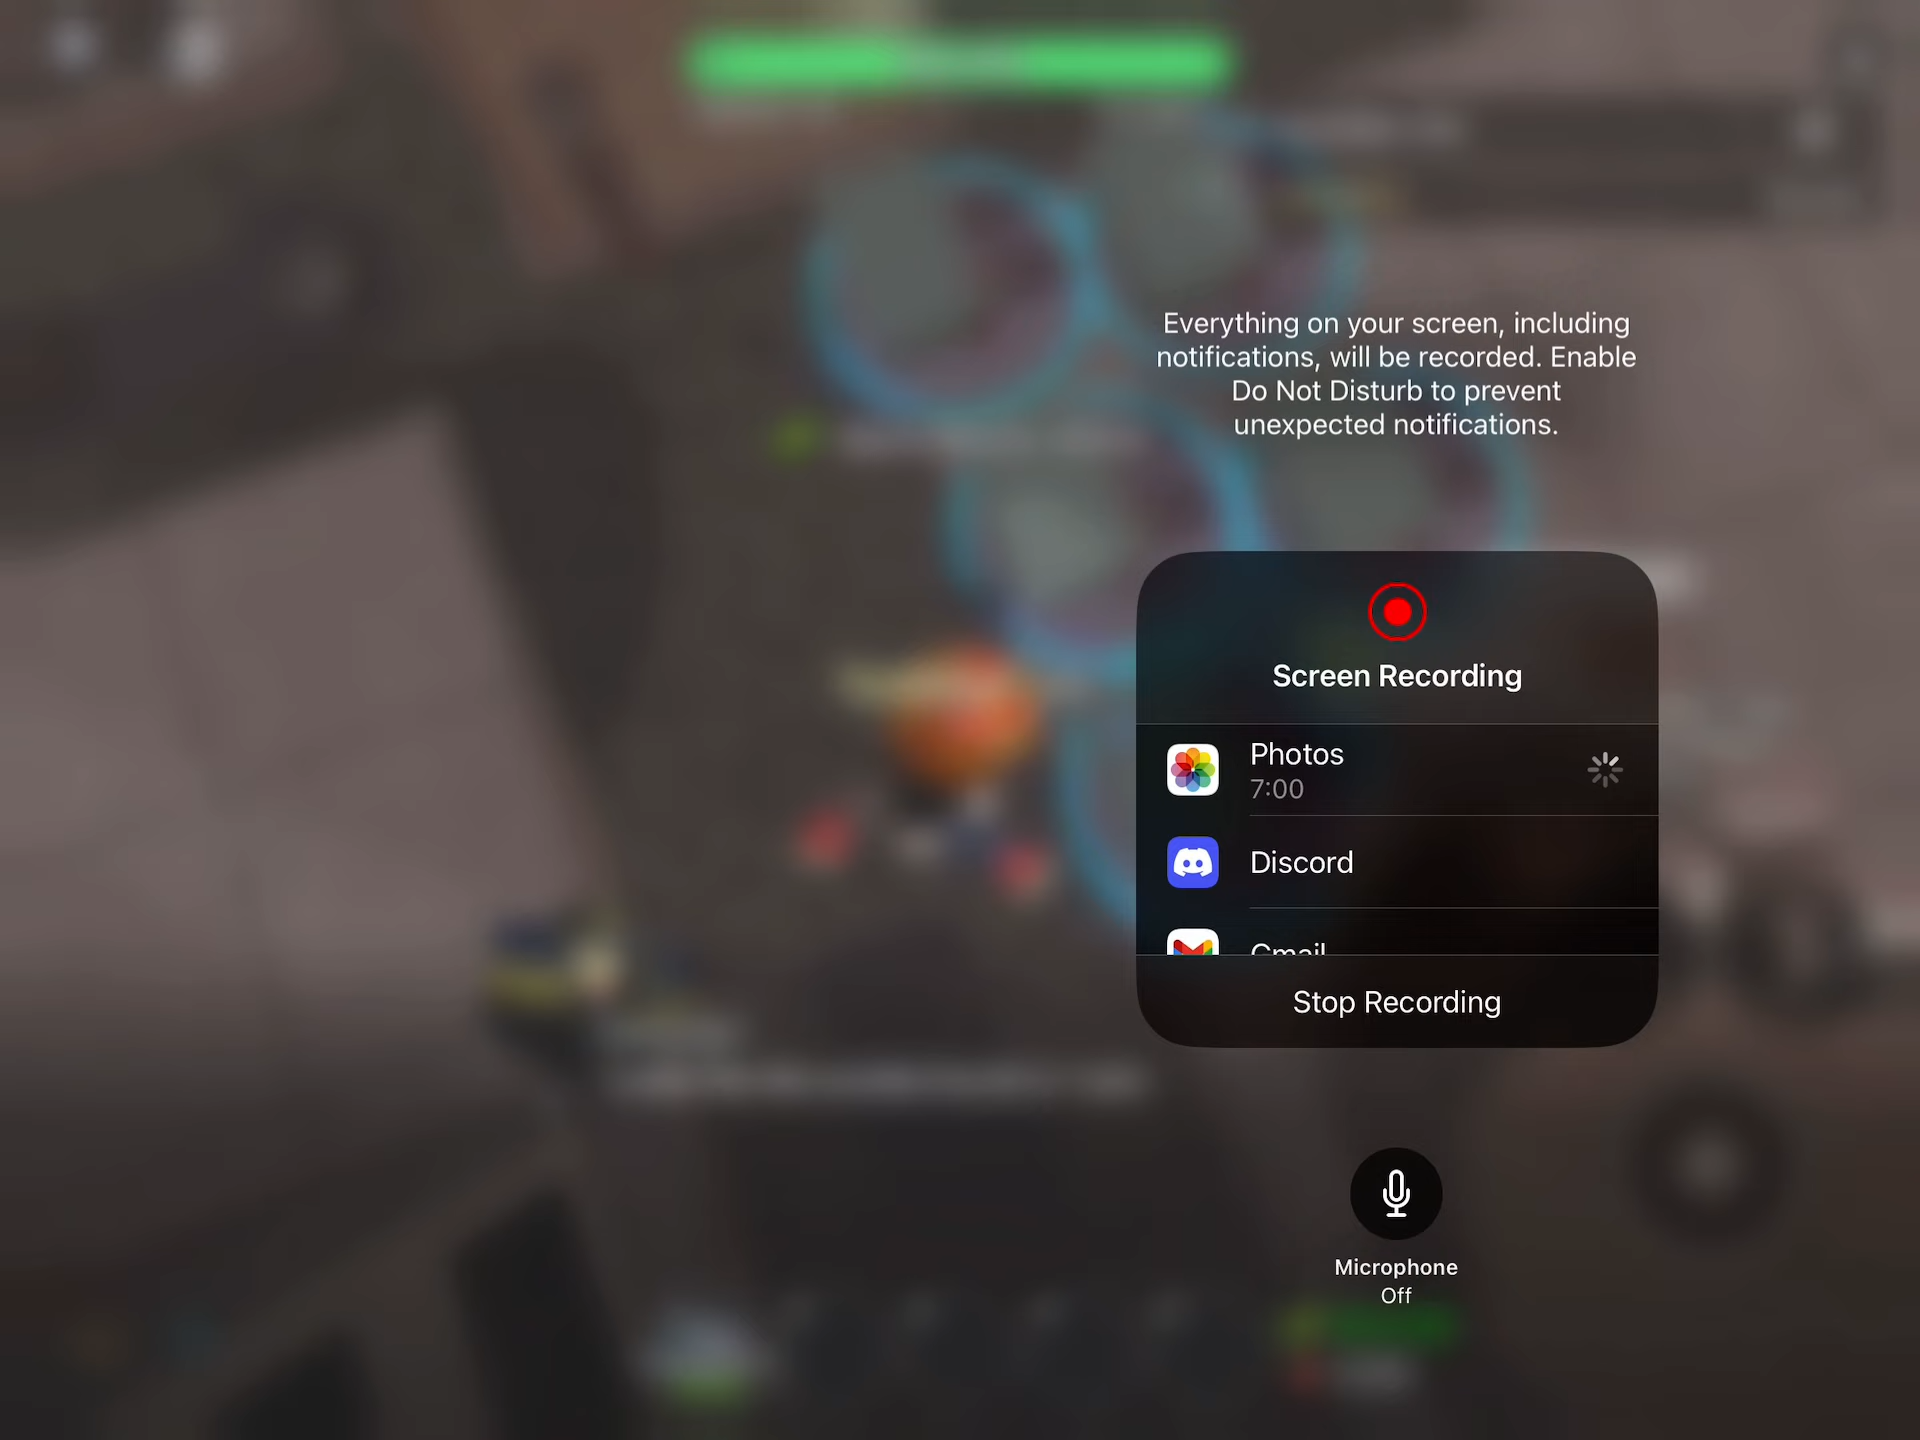 Everything on your screen, including
notifications, will be recorded. Enable
Do Not Disturb to prevent
unexpected notifications.
Screen Recording
Photos
7:00
Discord
Gmail
Stop Recording
Microphone
Off